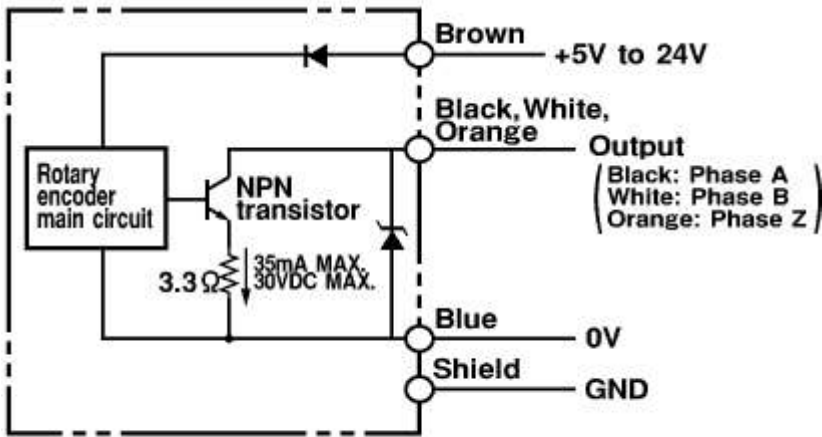 Brown
+5V to 24V
Black, White,
Orange
Output
(Black: Phase A
White: Phase B
Orange: Phase Z)
Rotary
encoder
main circuit
NPN
transistor
3.3Ω
35mA MAX.
30VDC MAX.
Blue
0V
Shield
GND